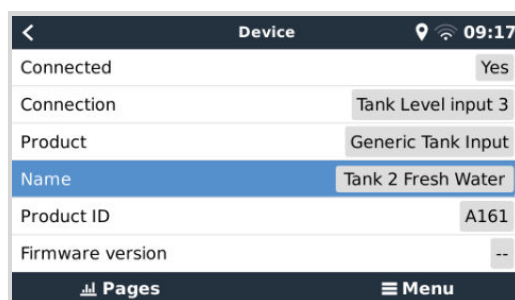 < Device 09:17
Connected Yes
Connection Tank Level input 3
Product Generic Tank Input
Name Tank 2 Fresh Water
Product ID A161
Firmware version --
Pages Menu